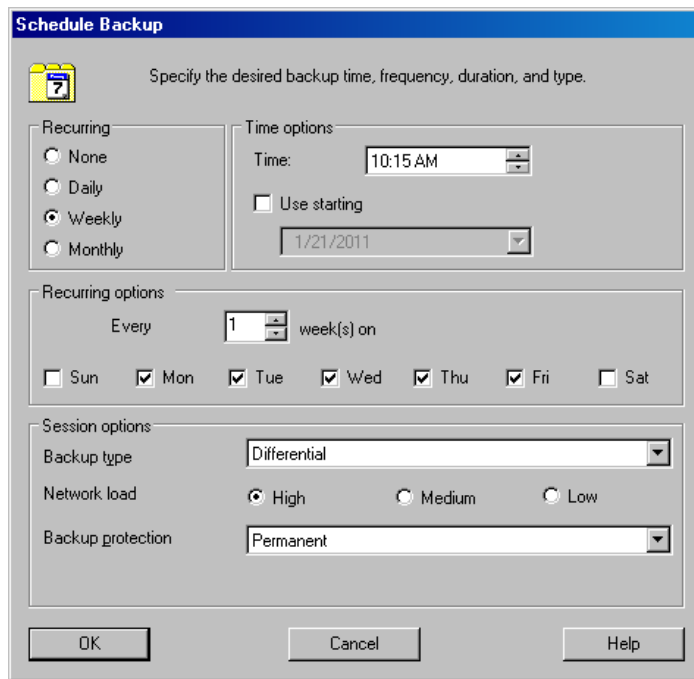 Schedule Backup
Specify the desired backup time, frequency, duration, and type.
7
Recurring
None
Daily
Weekly
Monthly
Time options
Time: 10:15 AM
Use starting
1/21/2011
Recurring options
Every 1 week(s) on
Sun Mon Tue Wed Thu Fri Sat
Session options
Backup type Differential
Network load High Medium Low
Backup protection Permanent
OK Cancel Help